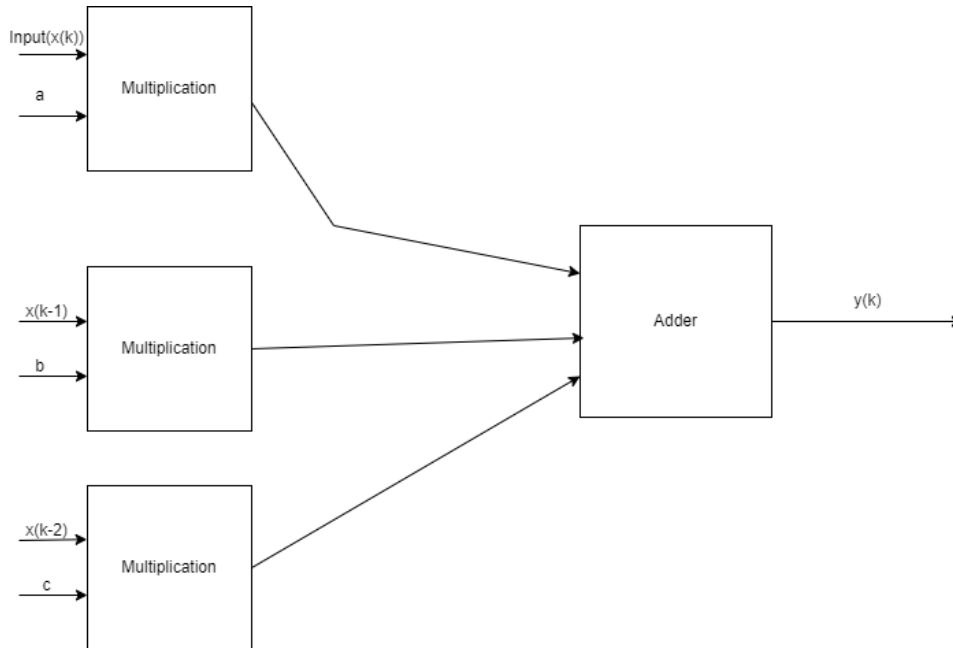 Input(x(k))
a
Multiplication
x(k-1)
b
Multiplication
x(k-2)
c
Multiplication
Adder
y(k)